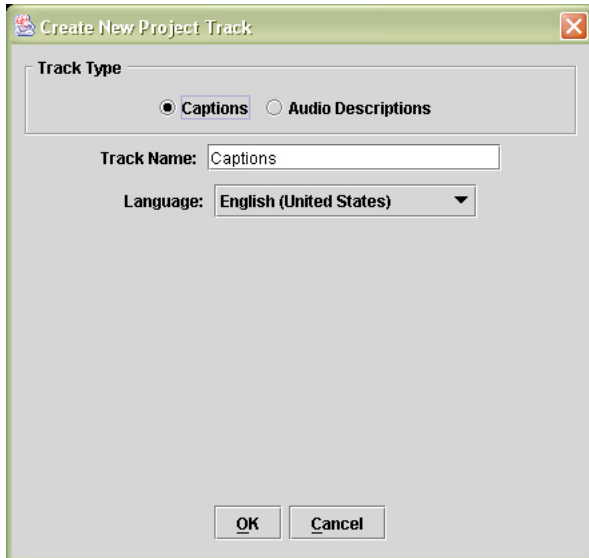 Create New Project Track
Track Type
Captions Audio Descriptions
Track Name: Captions
Language: English (United States)
OK Cancel